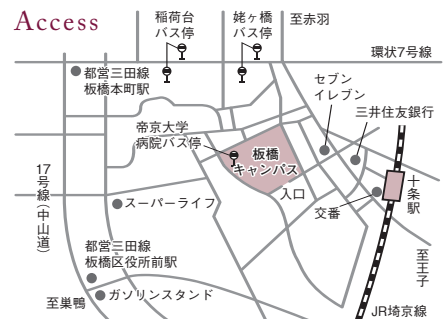 Access
稲荷台
バス停
姥ヶ橋
バス停
至赤羽
環状7号線
都営三田線
板橋本町駅
セブン
イレブン
三井住友銀行
帝京大学
病院バス停
板橋
キャンパス
入口
十条駅
17号線(中山道)
スーパーライフ
交番
都営三田線
板橋区役所前駅
至王子
至巣鴨
ガソリンスタンド
JR埼京線